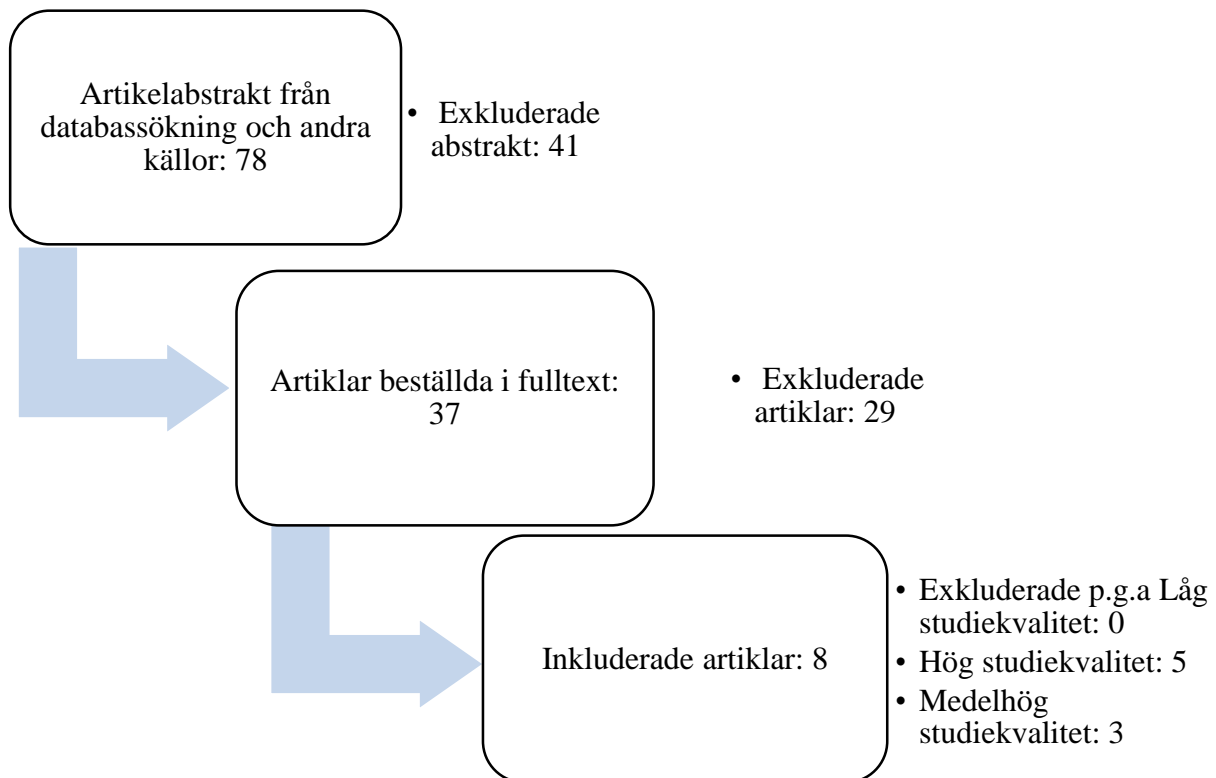 Artikelabstrakt från
databassökning och andra
källor: 78
• Exkluderade
abstrakt: 41
Artiklar beställda i fulltext:
37
• Exkluderade
artiklar: 29
Inkluderade artiklar: 8
• Exkluderade p.g.a Låg
studiekvalitet: 0
• Hög studiekvalitet: 5
• Medelhög
studiekvalitet: 3